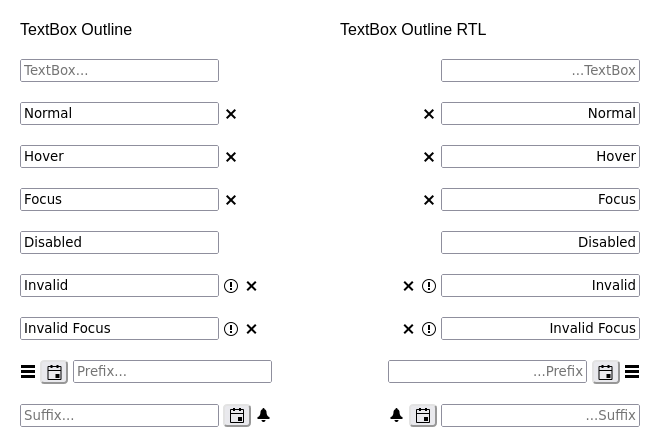 TextBox Outline
TextBox...
Normal
Hover
Focus
Disabled
Invalid
Invalid Focus
Prefix...
Suffix...
TextBox Outline RTL
...TextBox
Normal
Hover
Focus
Disabled
Invalid
Invalid Focus
...Prefix
...Suffix